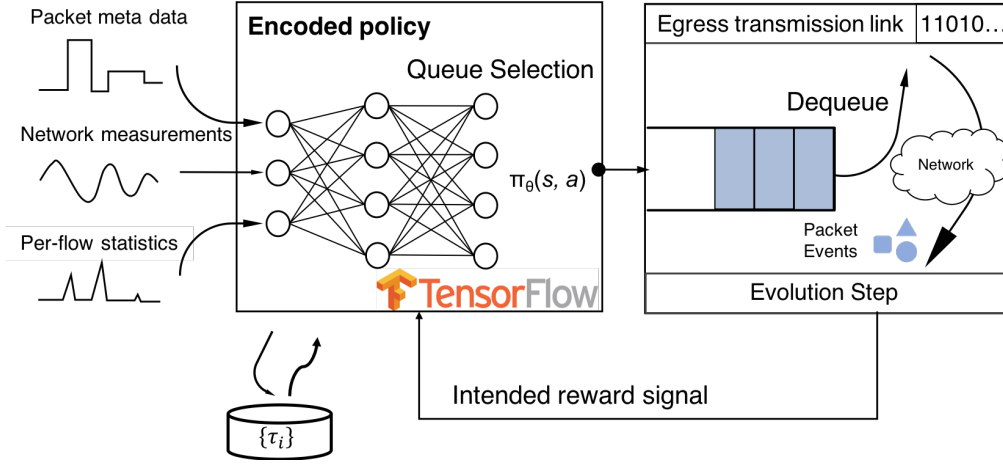 Packet meta data
Network measurements
Per-flow statistics
Encoded policy
Queue Selection
πθ(s, a)
TensorFlow
Egress transmission link
11010...
Dequeue
Network
Packet
Events
Evolution Step
Intended reward signal
{τi}